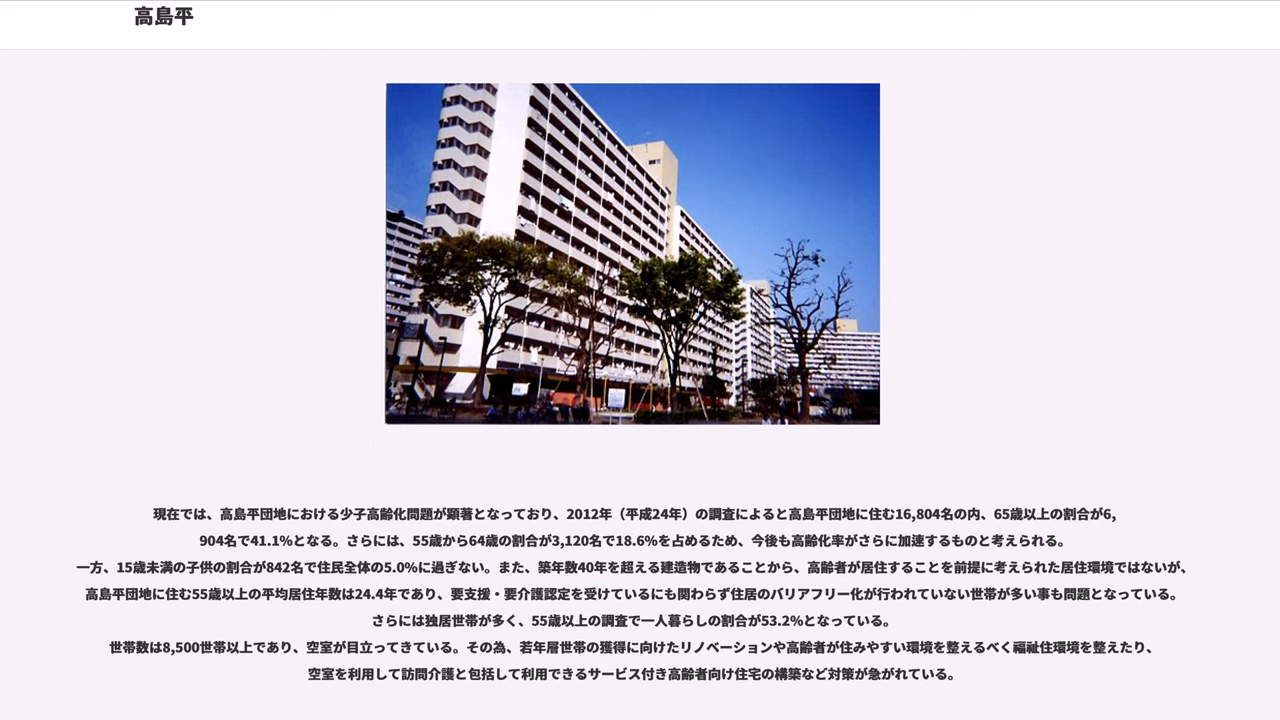 高島平
現在では、高島平団地における少子高齢化問題が顕著となっており、2012年（平成24年）の調査によると高島平団地に住む16,804名の内、65歳以上の割合が6,
904名で41.1%となる。さらには、55歳から64歳の割合が3,120名で18.6%を占めるため、今後も高齢化率がさらに加速するものと考えられる。
一方、15歳未満の子供の割合が842名で住民全体の5.0%に過ぎない。また、築年数40年を超える建造物であることから、高齢者が居住することを前提に考えられた居住環境ではないが、
高島平団地に住む55歳以上の平均居住年数は24.4年であり、要支援・要介護認定を受けているにも関わらず住居のバリアフリー化が行われていない世帯が多い事も問題となっている。
さらには独居世帯が多く、55歳以上の調査で一人暮らしの割合が53.2%となっている。
世帯数は8,500世帯以上であり、空室が目立ってきている。その為、若年層世帯の獲得に向けたリノベーションや高齢者が住みやすい環境を整えるべく福祉住環境を整えたり、
空室を利用して訪問介護と包括して利用できるサービス付き高齢者向け住宅の構築など対策が急がれている。